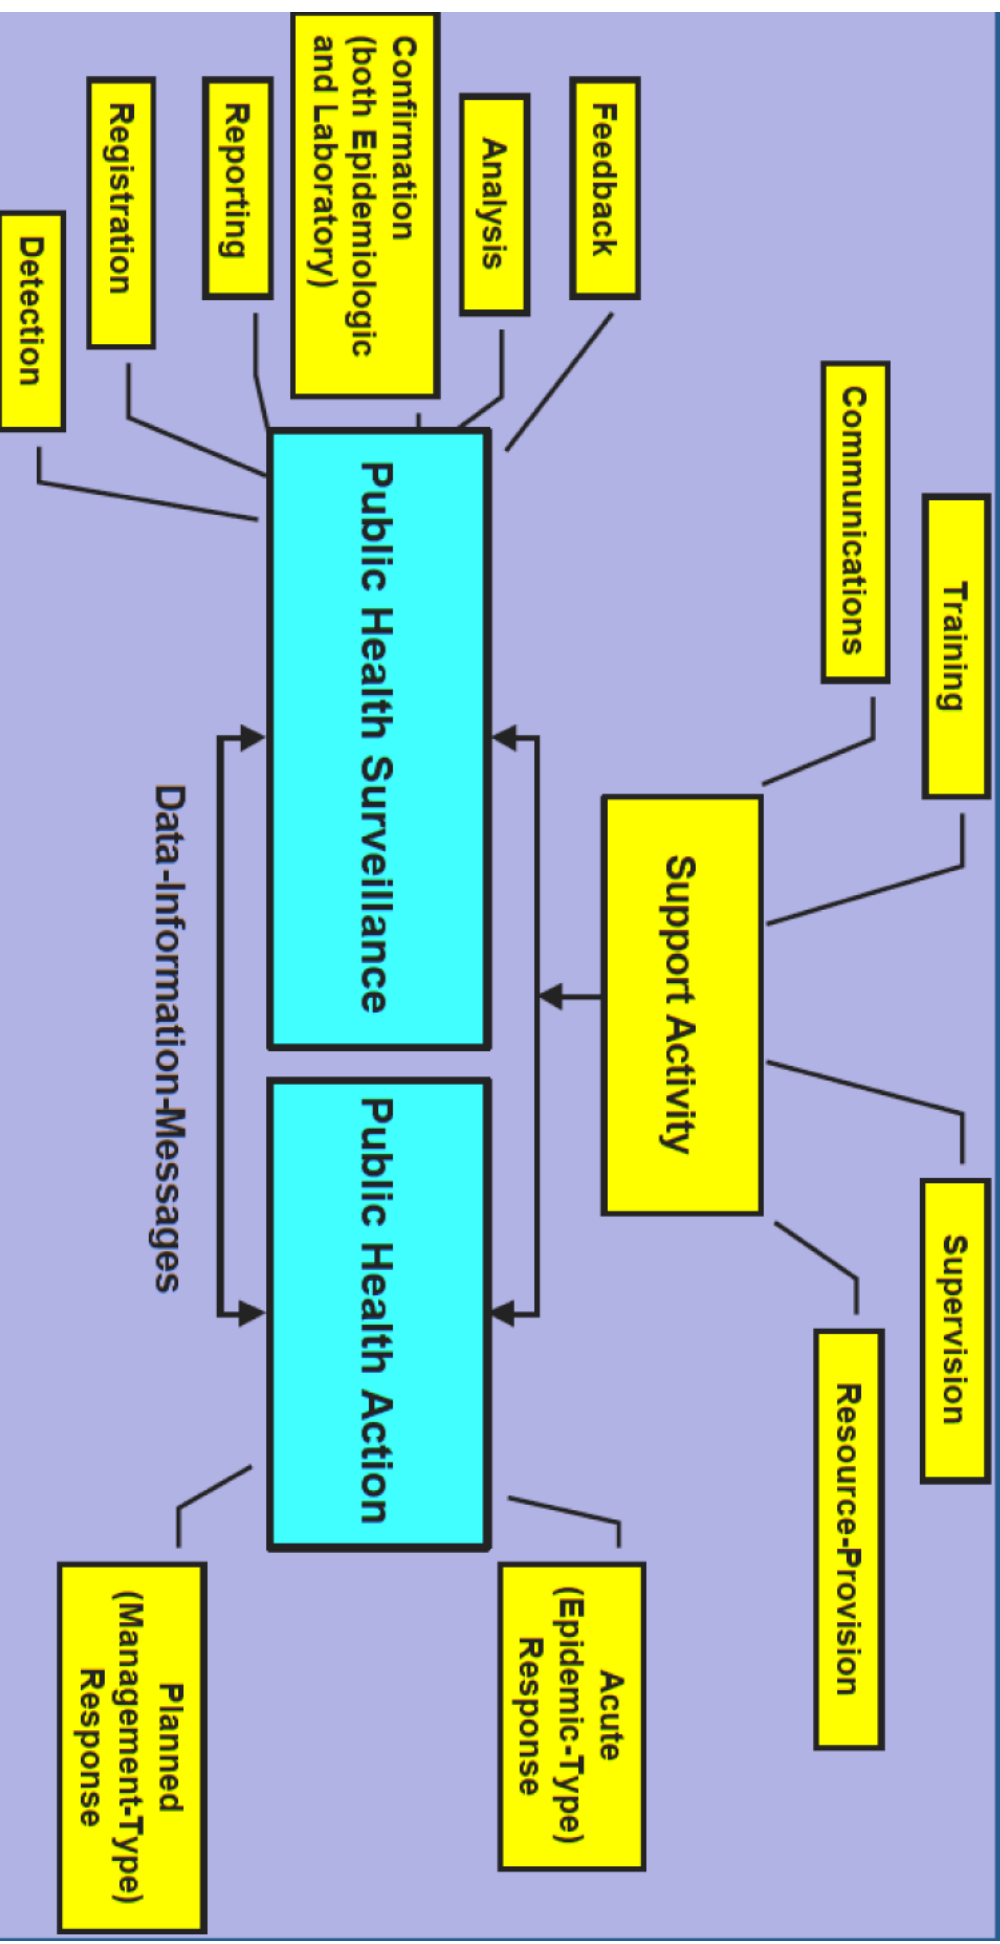 Training
Supervision
Communications
Resource-Provision
Support Activity
Feedback
Acute
(Epidemic-Type)
Response
Analysis
Confirmation
(both Epidemiologic
and Laboratory)
Public Health Surveillance
Public Health Action
Reporting
Registration
Detection
Data-Information-Messages
Planned
(Management-Type)
Response